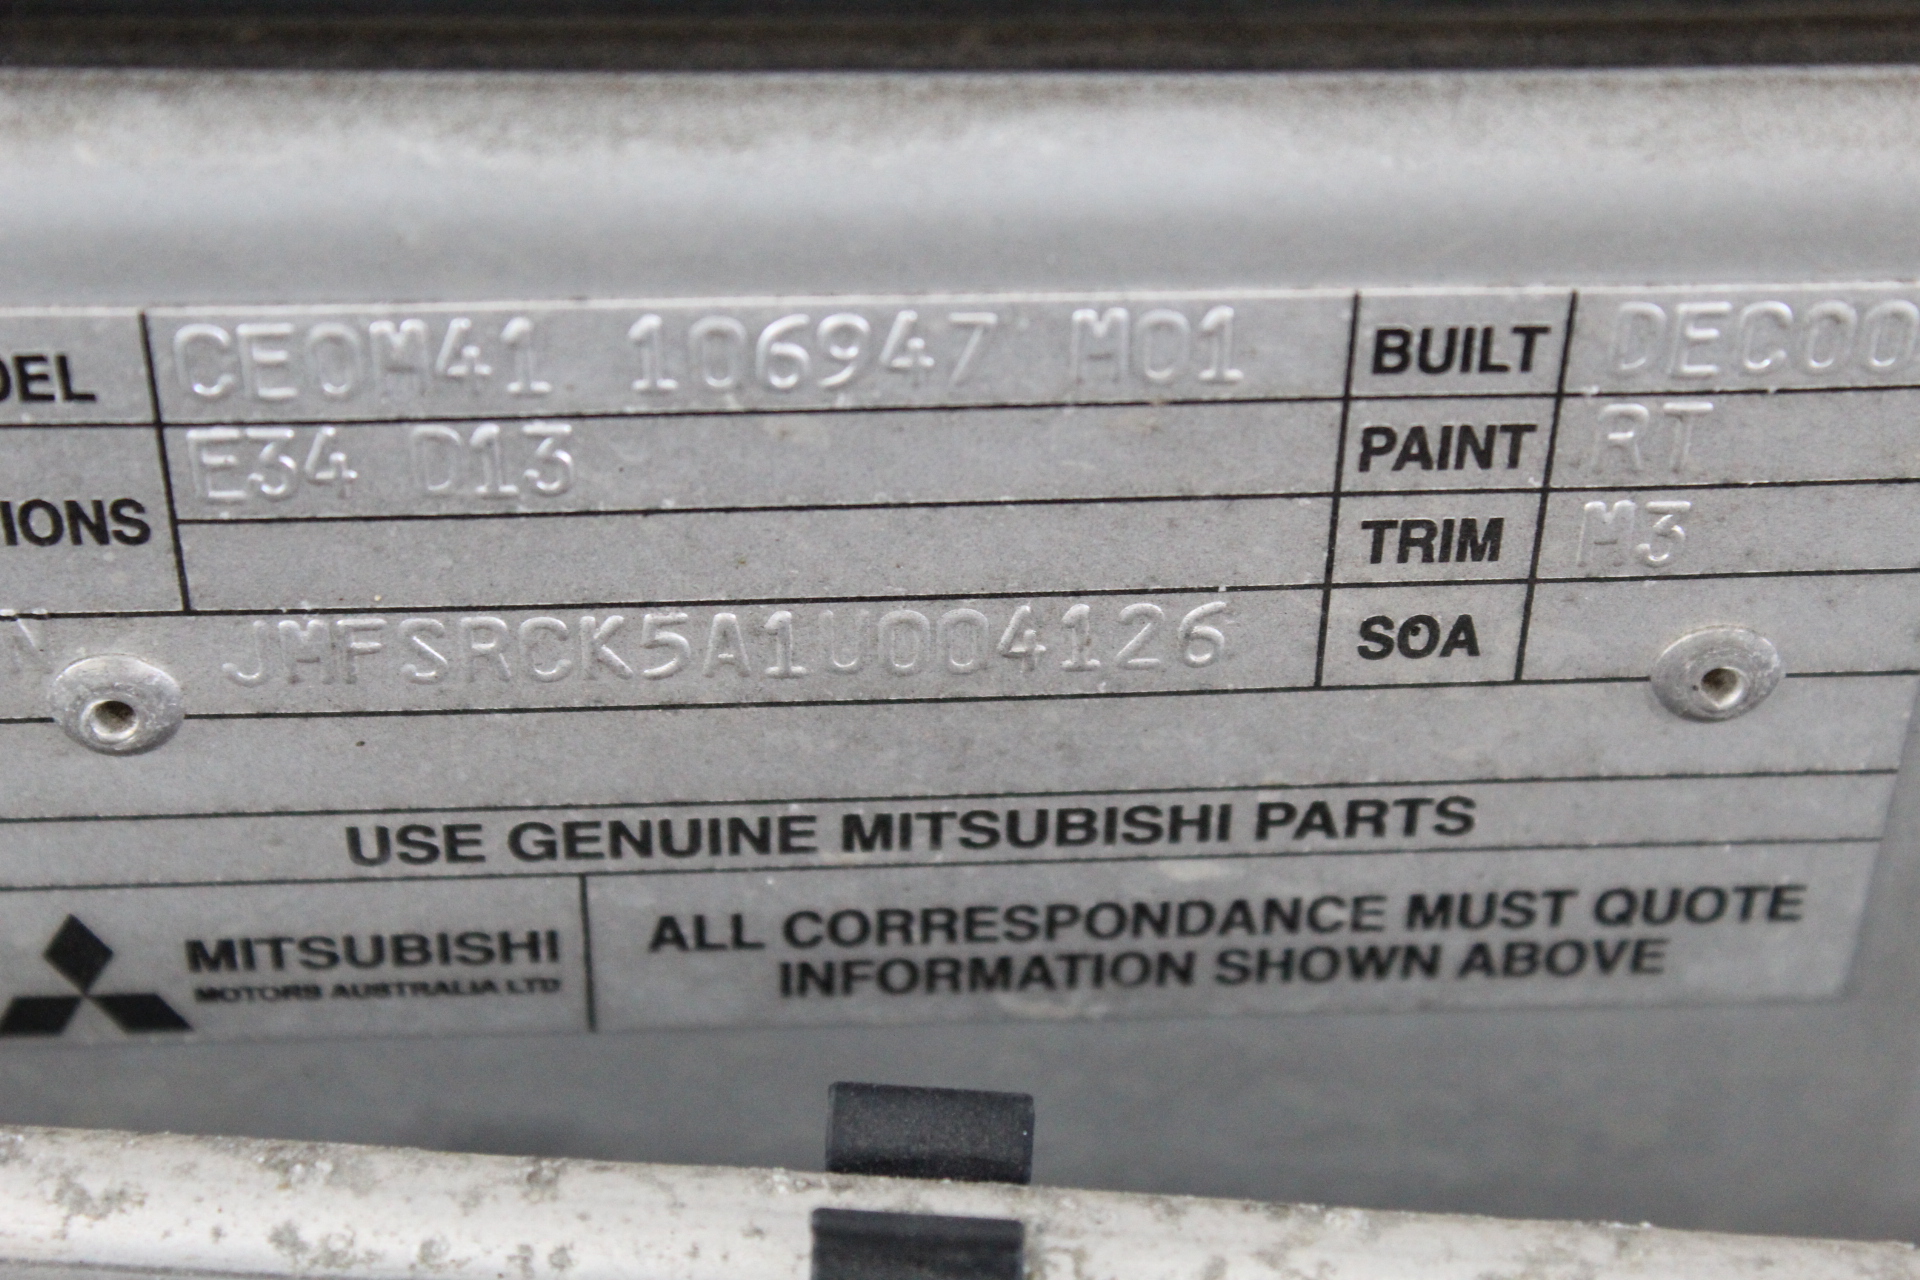 DEL CE0M41 106947 M01 BUILT DEC00
E34 D13 PAINT RT
IONS TRIM M3
N JMFSRCK5A1U004126 SOA
USE GENUINE MITSUBISHI PARTS
MITSUBISHI
MOTORS AUSTRALIA LTD
ALL CORRESPONDANCE MUST QUOTE
INFORMATION SHOWN ABOVE